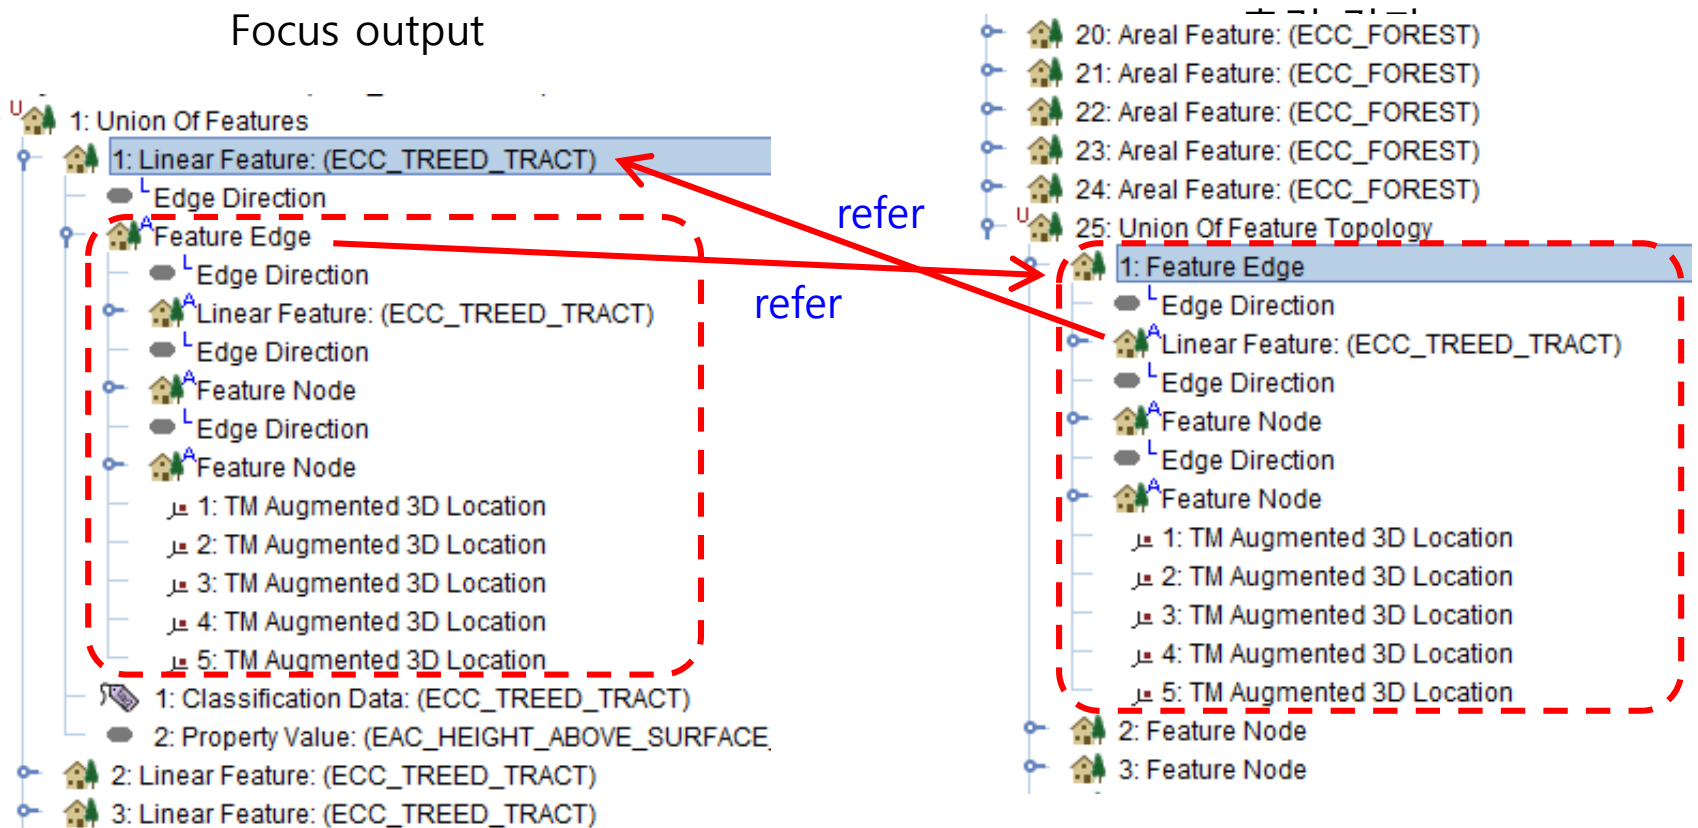 Focus output
1: Union Of Features
1: Linear Feature: (ECC_TREED_TRACT)
L Edge Direction
A Feature Edge
L Edge Direction
A Linear Feature: (ECC_TREED_TRACT)
L Edge Direction
A Feature Node
L Edge Direction
A Feature Node
1: TM Augmented 3D Location
2: TM Augmented 3D Location
3: TM Augmented 3D Location
4: TM Augmented 3D Location
5: TM Augmented 3D Location
1: Classification Data: (ECC_TREED_TRACT)
2: Property Value: (EAC_HEIGHT_ABOVE_SURFACE_
2: Linear Feature: (ECC_TREED_TRACT)
3: Linear Feature: (ECC_TREED_TRACT)
U
refer
refer
20: Areal Feature: (ECC_FOREST)
21: Areal Feature: (ECC_FOREST)
22: Areal Feature: (ECC_FOREST)
23: Areal Feature: (ECC_FOREST)
24: Areal Feature: (ECC_FOREST)
U 25: Union Of Feature Topology
1: Feature Edge
L Edge Direction
A Linear Feature: (ECC_TREED_TRACT)
L Edge Direction
A Feature Node
L Edge Direction
A Feature Node
1: TM Augmented 3D Location
2: TM Augmented 3D Location
3: TM Augmented 3D Location
4: TM Augmented 3D Location
5: TM Augmented 3D Location
2: Feature Node
3: Feature Node